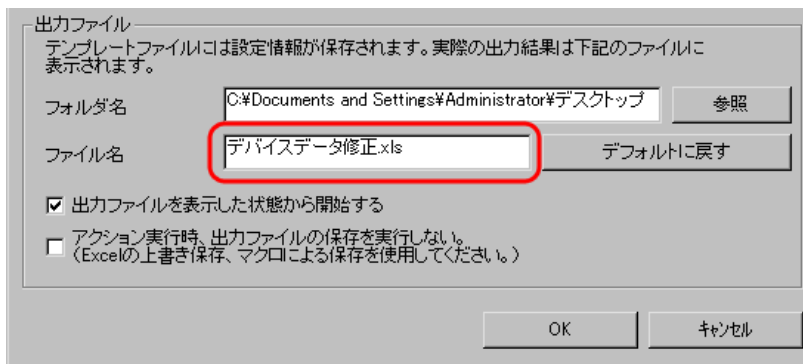 出力ファイル
テンプレートファイルには設定情報が保存されます。実際の出力結果は下記のファイルに
表示されます。
フォルダ名
C:¥Documents and Settings¥Administrator¥デスクトップ
参照
ファイル名
デバイスデータ修正.xls
デフォルトに戻す
出力ファイルを表示した状態から開始する
アクション実行時、出力ファイルの保存を実行しない。
(Excelの上書き保存、マクロによる保存を使用してください。)
OK
キャンセル